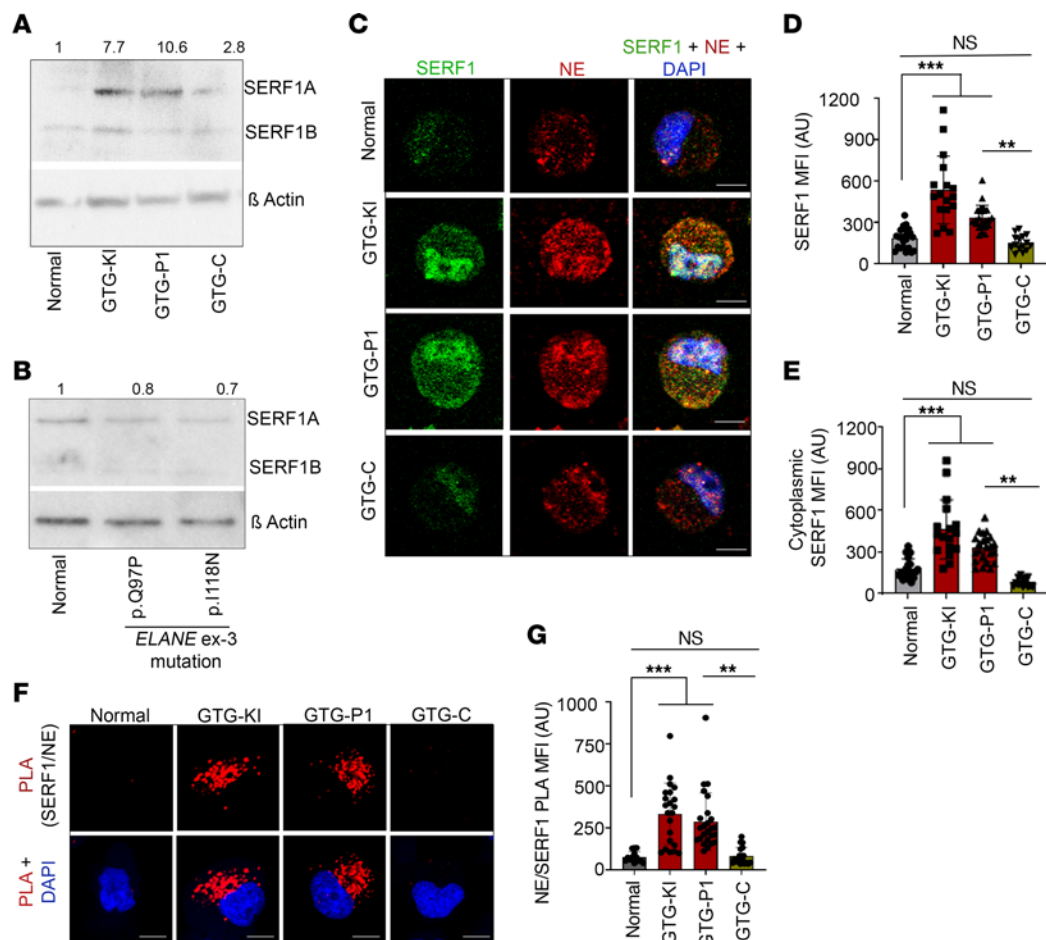 A
1 7.7 10.6 2.8
SERF1A
SERF1B
ß Actin
Normal
GTG-KI
GTG-P1
GTG-C
B
1 0.8 0.7
SERF1A
SERF1B
ß Actin
Normal
p.Q97P
p.I118N
ELANE ex-3
mutation
C
SERF1 + NE +
SERF1 NE DAPI
Normal
GTG-KI
GTG-P1
GTG-C
D
NS
***
**
SERF1 MFI (AU)
1200
900
600
300
0
Normal
GTG-KI
GTG-P1
GTG-C
E
NS
***
**
Cytoplasmic
SERF1 MFI (AU)
1200
900
600
300
0
Normal
GTG-KI
GTG-P1
GTG-C
F
Normal GTG-KI GTG-P1 GTG-C
PLA
(SERF1/NE)
PLA +
DAPI
G
NS
***
**
NE/SERF1 PLA MFI (AU)
1000
750
500
250
0
Normal
GTG-KI
GTG-P1
GTG-C